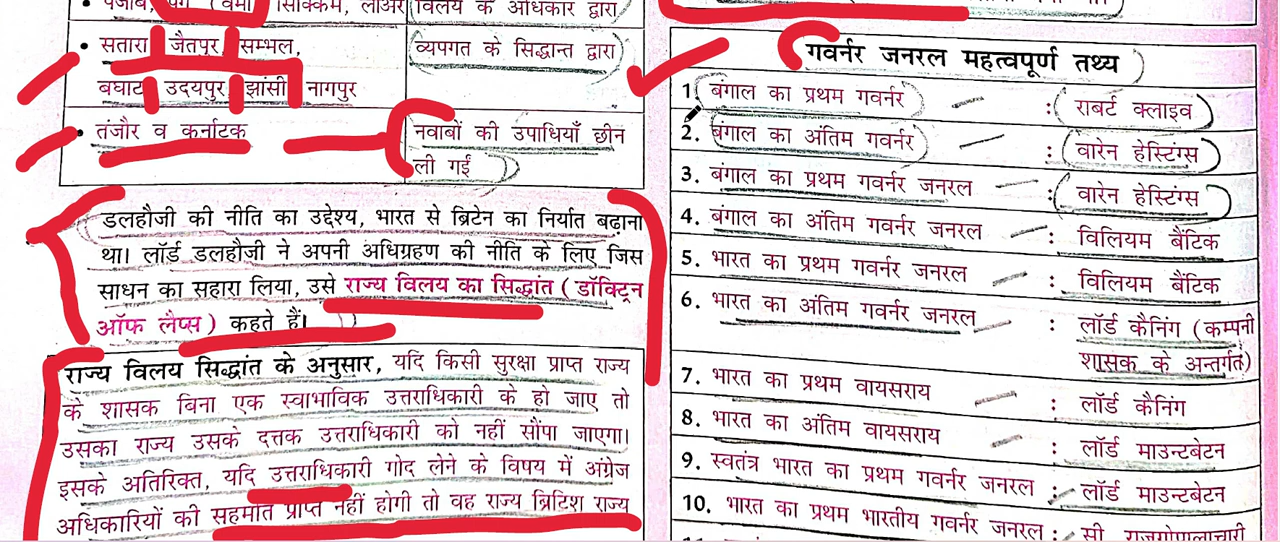 पंजाब, पेगू (बर्मा) सिक्किम, लोअर
विलय के अधिकार द्वारा
• सतारा, जैतपुर, सम्भल,
बघाट, उदयपुर, झांसी, नागपुर
(व्यपगत के सिद्धान्त द्वारा)
• तंजौर व कर्नाटक
नवाबों की उपाधियाँ छीन
ली गईं
डलहौजी की नीति का उद्देश्य, भारत से ब्रिटेन का निर्यात बढ़ाना
था। लॉर्ड डलहौजी ने अपनी अधिग्रहण की नीति के लिए जिस
साधन का सहारा लिया, उसे राज्य विलय का सिद्धांत (डॉक्ट्रिन
ऑफ लैप्स) कहते हैं।
राज्य विलय सिद्धांत के अनुसार, यदि किसी सुरक्षा प्राप्त राज्य
के शासक बिना एक स्वाभाविक उत्तराधिकारी के हो जाए तो
उसका राज्य उसके दत्तक उत्तराधिकारी को नहीं सौंपा जाएगा।
इसके अतिरिक्त, यदि उत्तराधिकारी गोद लेने के विषय में अंग्रेज
अधिकारियों की सहमति प्राप्त नहीं होगी तो वह राज्य ब्रिटिश राज्य
गवर्नर जनरल महत्वपूर्ण तथ्य
1. बंगाल का प्रथम गवर्नर : राबर्ट क्लाइव
2. बंगाल का अंतिम गवर्नर : वारेन हेस्टिंग्स
3. बंगाल का प्रथम गवर्नर जनरल : वारेन हेस्टिंग्स
4. बंगाल का अंतिम गवर्नर जनरल : विलियम बैंटिक
5. भारत का प्रथम गवर्नर जनरल : विलियम बैंटिक
6. भारत का अंतिम गवर्नर जनरल : लॉर्ड कैनिंग (कम्पनी
शासक के अन्तर्गत)
7. भारत का प्रथम वायसराय : लॉर्ड कैनिंग
8. भारत का अंतिम वायसराय : लॉर्ड माउन्टबेटन
9. स्वतंत्र भारत का प्रथम गवर्नर जनरल : लॉर्ड माउन्टबेटन
10. भारत का प्रथम भारतीय गवर्नर जनरल : सी. राजगोपालाचारी